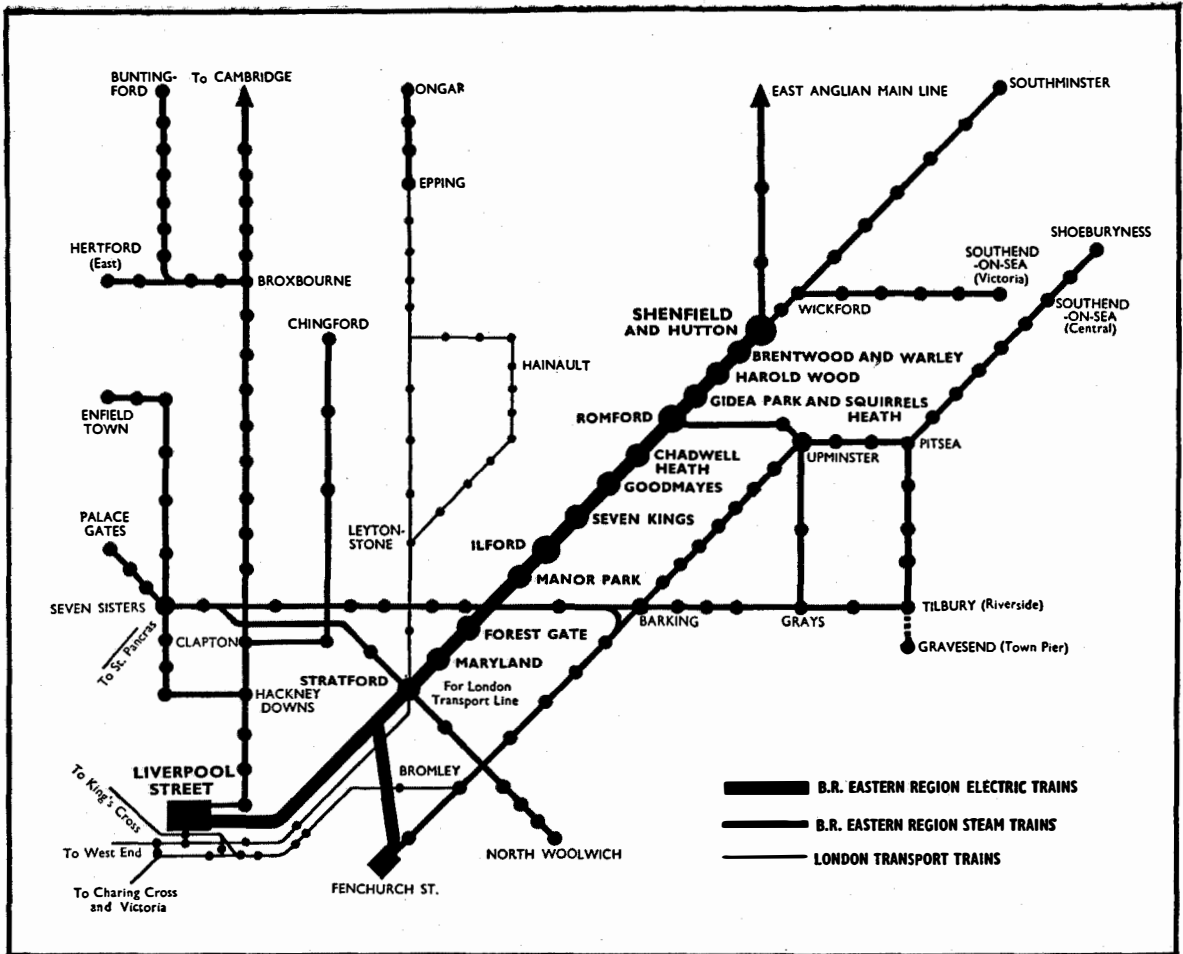 BUNTING-
FORD
To CAMBRIDGE
ONGAR
EAST ANGLIAN MAIN LINE
SOUTHMINSTER
EPPING
HERTFORD
(East)
BROXBOURNE
SHOEBURYNESS
SOUTHEND
-ON-SEA
(Victoria)
WICKFORD
SOUTHEND
-ON-SEA
(Central)
CHINGFORD
SHENFIELD
AND HUTTON
BRENTWOOD AND WARLEY
HAINAULT
HAROLD WOOD
GIDEA PARK AND SQUIRRELS
HEATH
ENFIELD
TOWN
ROMFORD
CHADWELL
HEATH
UPMINSTER
PITSEA
GOODMAYES
PALACE
GATES
LEYTON-
STONE
SEVEN KINGS
ILFORD
MANOR PARK
SEVEN SISTERS
BARKING
GRAYS
TILBURY (Riverside)
To St. Pancras
CLAPTON
FOREST GATE
GRAVESEND (Town Pier)
MARYLAND
STRATFORD
For London
Transport Line
HACKNEY
DOWNS
LIVERPOOL
STREET
BROMLEY
To King's Cross
B.R. EASTERN REGION ELECTRIC TRAINS
B.R. EASTERN REGION STEAM TRAINS
To West End
NORTH WOOLWICH
LONDON TRANSPORT TRAINS
To Charing Cross
and Victoria
FENCHURCH ST.